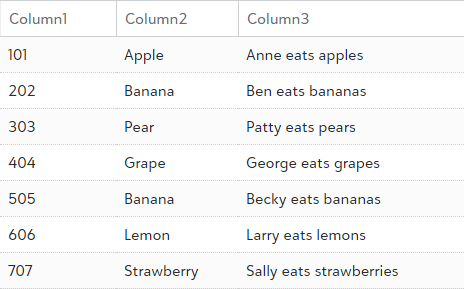 Column1 Column2 Column3
101 Apple Anne eats apples
202 Banana Ben eats bananas
303 Pear Patty eats pears
404 Grape George eats grapes
505 Banana Becky eats bananas
606 Lemon Larry eats lemons
707 Strawberry Sally eats strawberries